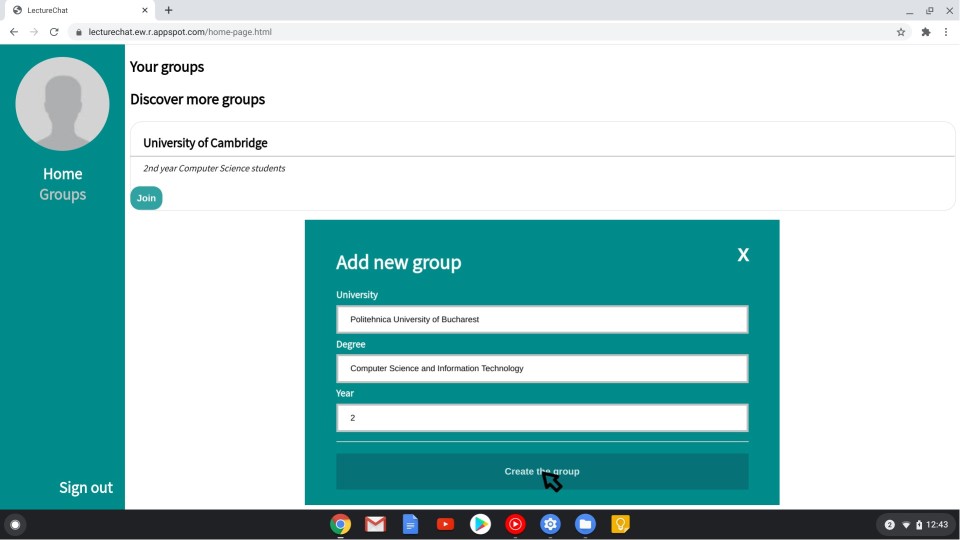 LectureChat
lecturechat.ew.r.appspot.com/home-page.html
Your groups
Discover more groups
University of Cambridge
2nd year Computer Science students
Join
Home
Groups
Sign out
Add new group
X
University
Politehnica University of Bucharest
Degree
Computer Science and Information Technology
Year
2
Create the group
2
12:43